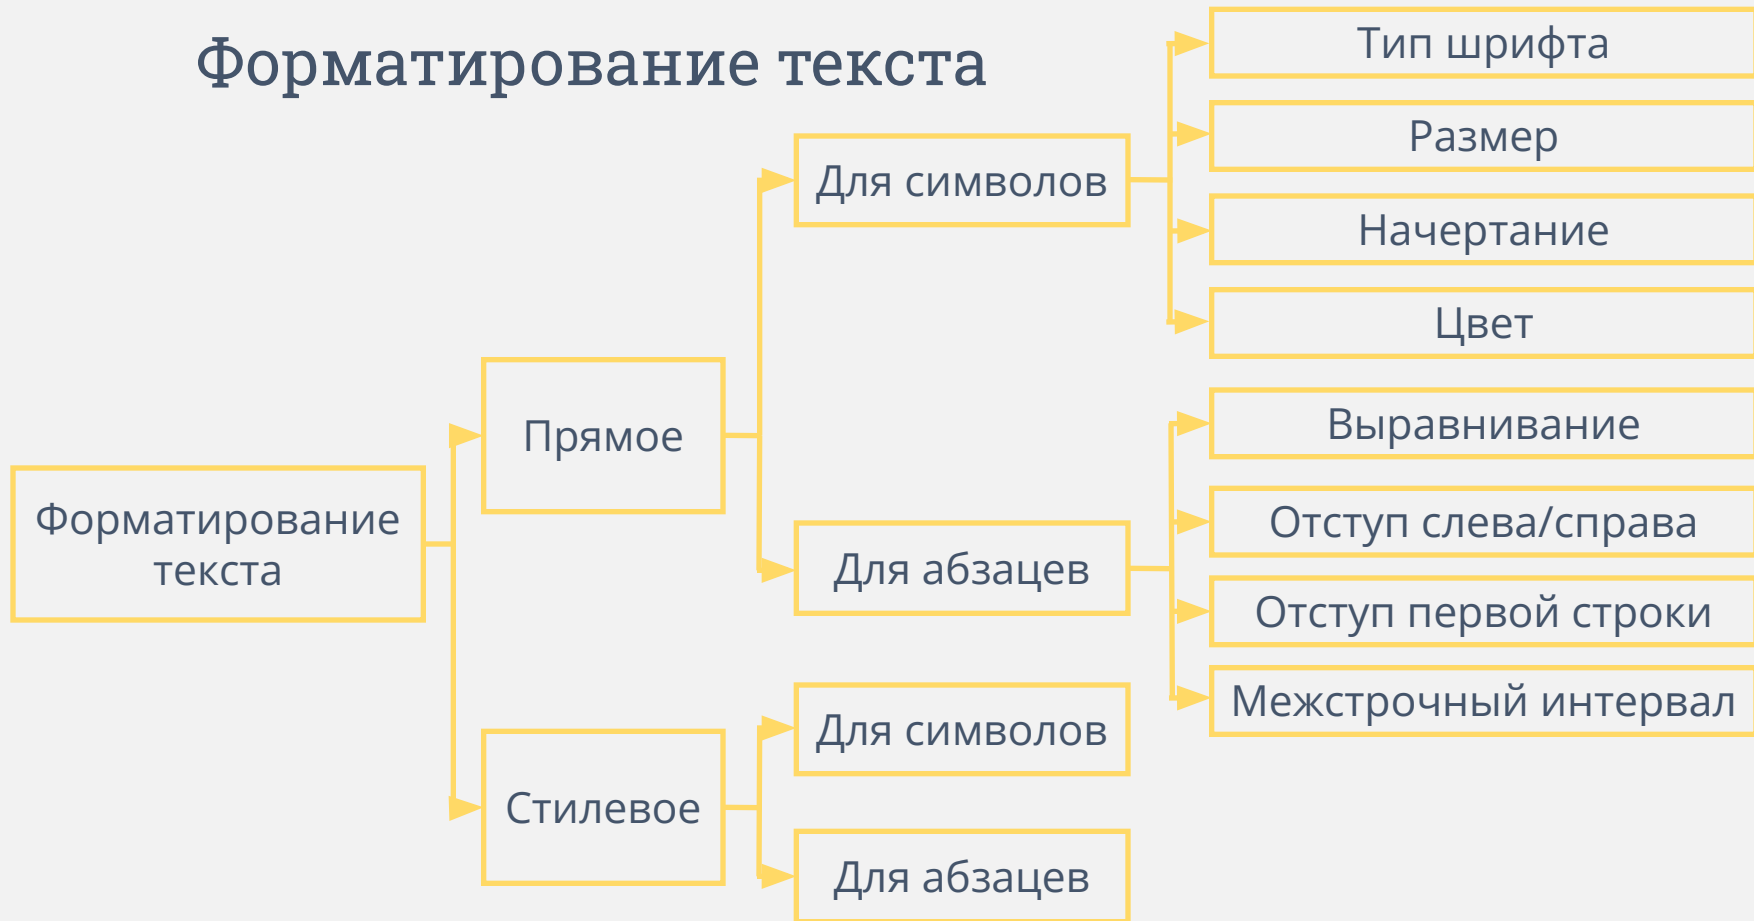 Форматирование текста
Форматирование
текста
Прямое
Для символов
Тип шрифта
Размер
Начертание
Цвет
Для абзацев
Выравнивание
Отступ слева/справа
Отступ первой строки
Межстрочный интервал
Стилевое
Для символов
Для абзацев